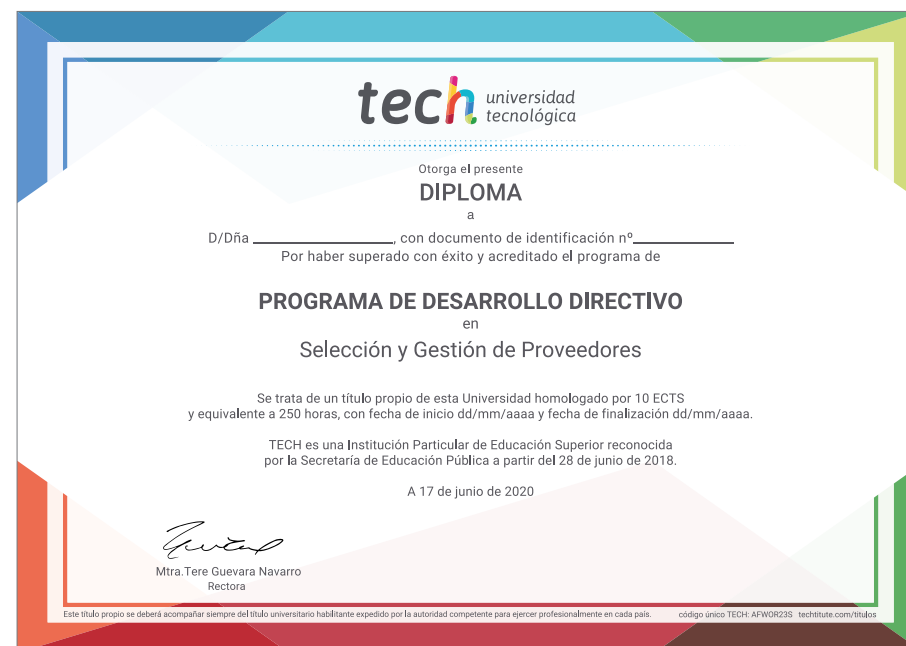 tech universidad
tecnológica
Otorga el presente
DIPLOMA
a
D/Dña ____________________, con documento de identificación nº______________
Por haber superado con éxito y acreditado el programa de
PROGRAMA DE DESARROLLO DIRECTIVO
en
Selección y Gestión de Proveedores
Se trata de un título propio de esta Universidad homologado por 10 ECTS
y equivalente a 250 horas, con fecha de inicio dd/mm/aaaa y fecha de finalización dd/mm/aaaa.
TECH es una Institución Particular de Educación Superior reconocida
por la Secretaría de Educación Pública a partir del 28 de junio de 2018.
A 17 de junio de 2020
Mtra.Tere Guevara Navarro
Rectora
Este título propio se deberá acompañar siempre del título universitario habilitante expedido por la autoridad competente para ejercer profesionalmente en cada país. código único TECH: AFWOR23S techtitute.com/titulos